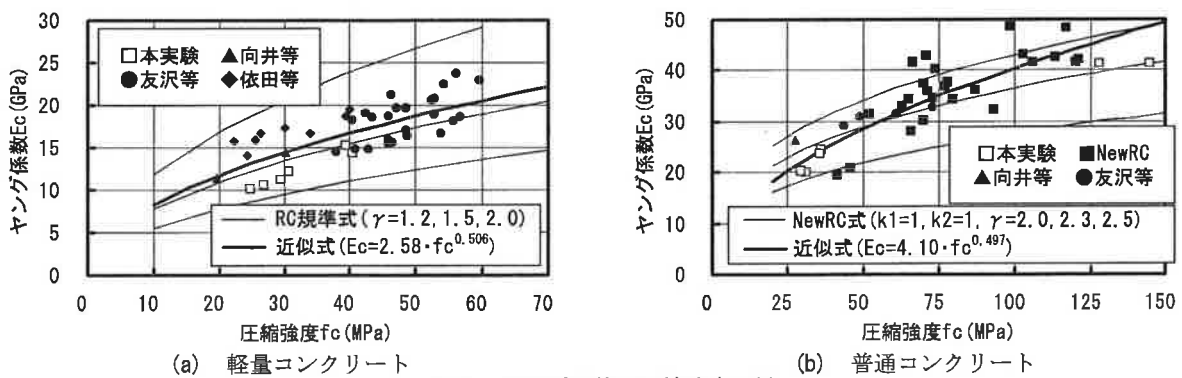 30
25
20
15
10
5
0
ヤング係数Ec(GPa)
□本実験 ▲向井等
●友沢等 ◆依田等
RC規準式(γ=1.2,1.5,2.0)
近似式(Ec=2.58・fc^0.506)
0 10 20 30 40 50 60 70
圧縮強度fc(MPa)
(a) 軽量コンクリート
50
40
30
20
10
0
ヤング係数Ec(GPa)
□本実験 ■NewRC
▲向井等 ●友沢等
NewRC式(k1=1,k2=1,γ=2.0,2.3,2.5)
近似式(Ec=4.10・fc^0.497)
0 25 50 75 100 125 150
圧縮強度fc(MPa)
(b) 普通コンクリート